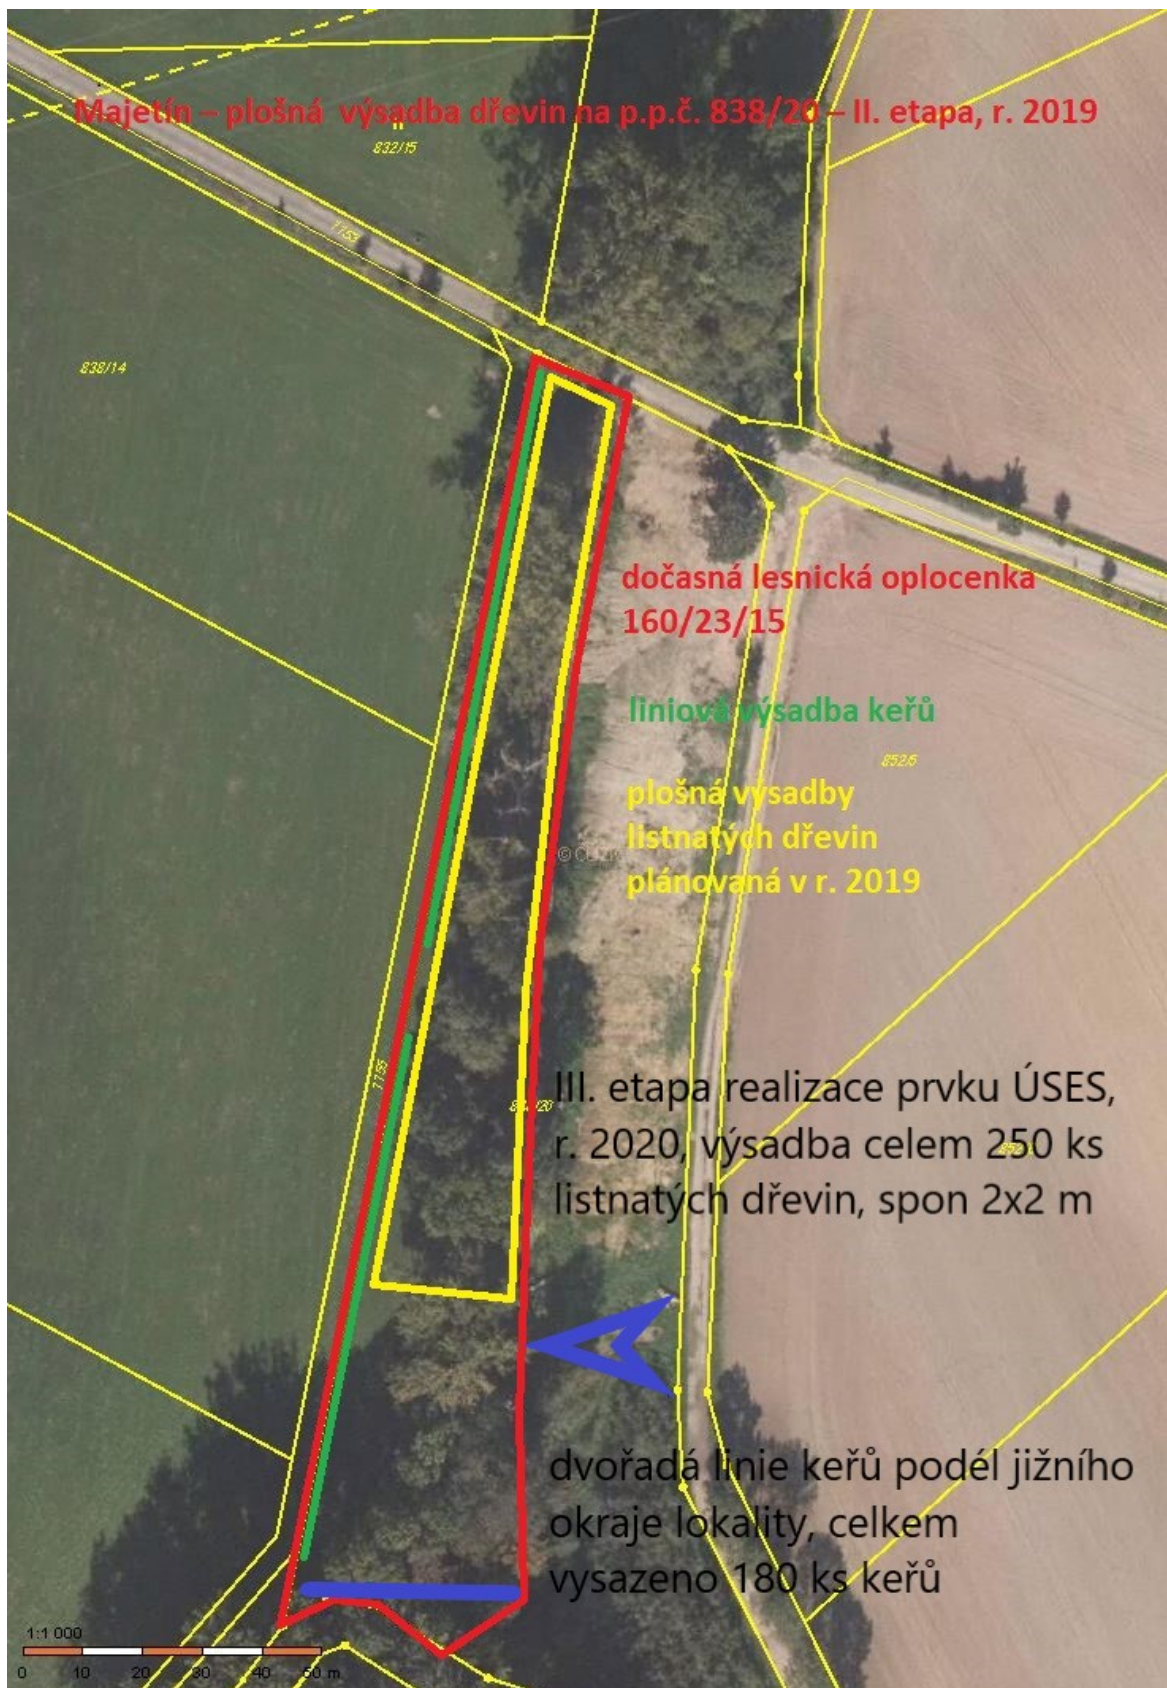 Majetín – plošná výsadba dřevin na p.p.č. 838/20 – II. etapa, r. 2019
832/15
1153
838/14
dočasná lesnická oplocenka
160/23/15
liniová výsadba keřů
852/6
plošná výsadby
listnatých dřevin
plánovaná v r. 2019
©
1155
III. etapa realizace prvku ÚSES,
r. 2020, výsadba celem 250 ks
listnatých dřevin, spon 2x2 m
dvořadá linie keřů podél jižního
okraje lokality, celkem
vysazeno 180 ks keřů
1:1 000
0 10 20 30 40 50 m